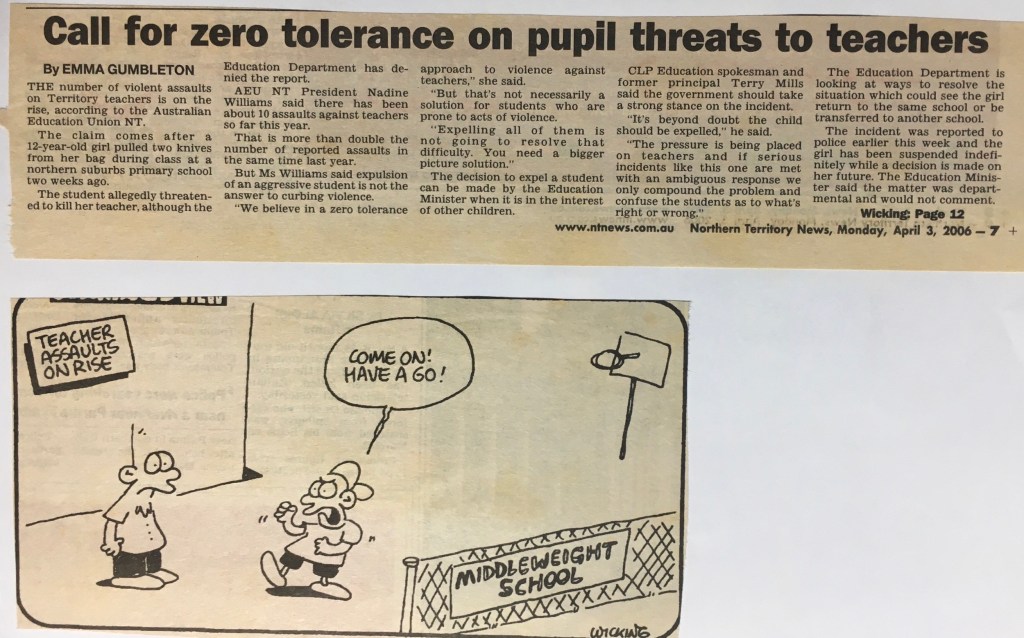 Call for zero tolerance on pupil threats to teachers
By EMMA GUMBLETON
THE number of violent assaults
on Territory teachers is on the
rise, according to the Australian
Education Union NT.
The claim comes after a
12-year-old girl pulled two knives
from her bag during class at a
northern suburbs primary school
two weeks ago.
The student allegedly threaten-
ed to kill her teacher, although the
Education Department has de-
nied the report.
AEU NT President Nadine
Williams said there has been
about 10 assaults against teachers
so far this year.
That is more than double the
number of reported assaults in
the same time last year.
But Ms Williams said expulsion
of an aggressive student is not the
answer to curbing violence.
"We believe in a zero tolerance
approach to violence against
teachers," she said.
"But that's not necessarily a
solution for students who are
prone to acts of violence.
"Expelling all of them is
not going to resolve that
difficulty. You need a bigger
picture solution."
The decision to expel a student
can be made by the Education
Minister when it is in the interest
of other children.
CLP Education spokesman and
former principal Terry Mills
said the government should take
a strong stance on the incident.
"It's beyond doubt the child
should be expelled," he said.
"The pressure is being placed
on teachers and if serious
incidents like this one are met
with an ambiguous response we
only compound the problem and
confuse the students as to what's
right or wrong."
The Education Department is
looking at ways to resolve the
situation which could see the girl
return to the same school or be
transferred to another school.
The incident was reported to
police earlier this week and the
girl has been suspended indefi-
nitely while a decision is made on
her future. The Education Minis-
ter said the matter was depart-
mental and would not comment.
Wicking: Page 12
www.ntnews.com.au Northern Territory News, Monday, April 3, 2006 — 7 +
VIEW
TEACHER
ASSAULTS
ON RISE
COME ON!
HAVE A GO!
MIDDLEWEIGHT
SCHOOL
WICKING